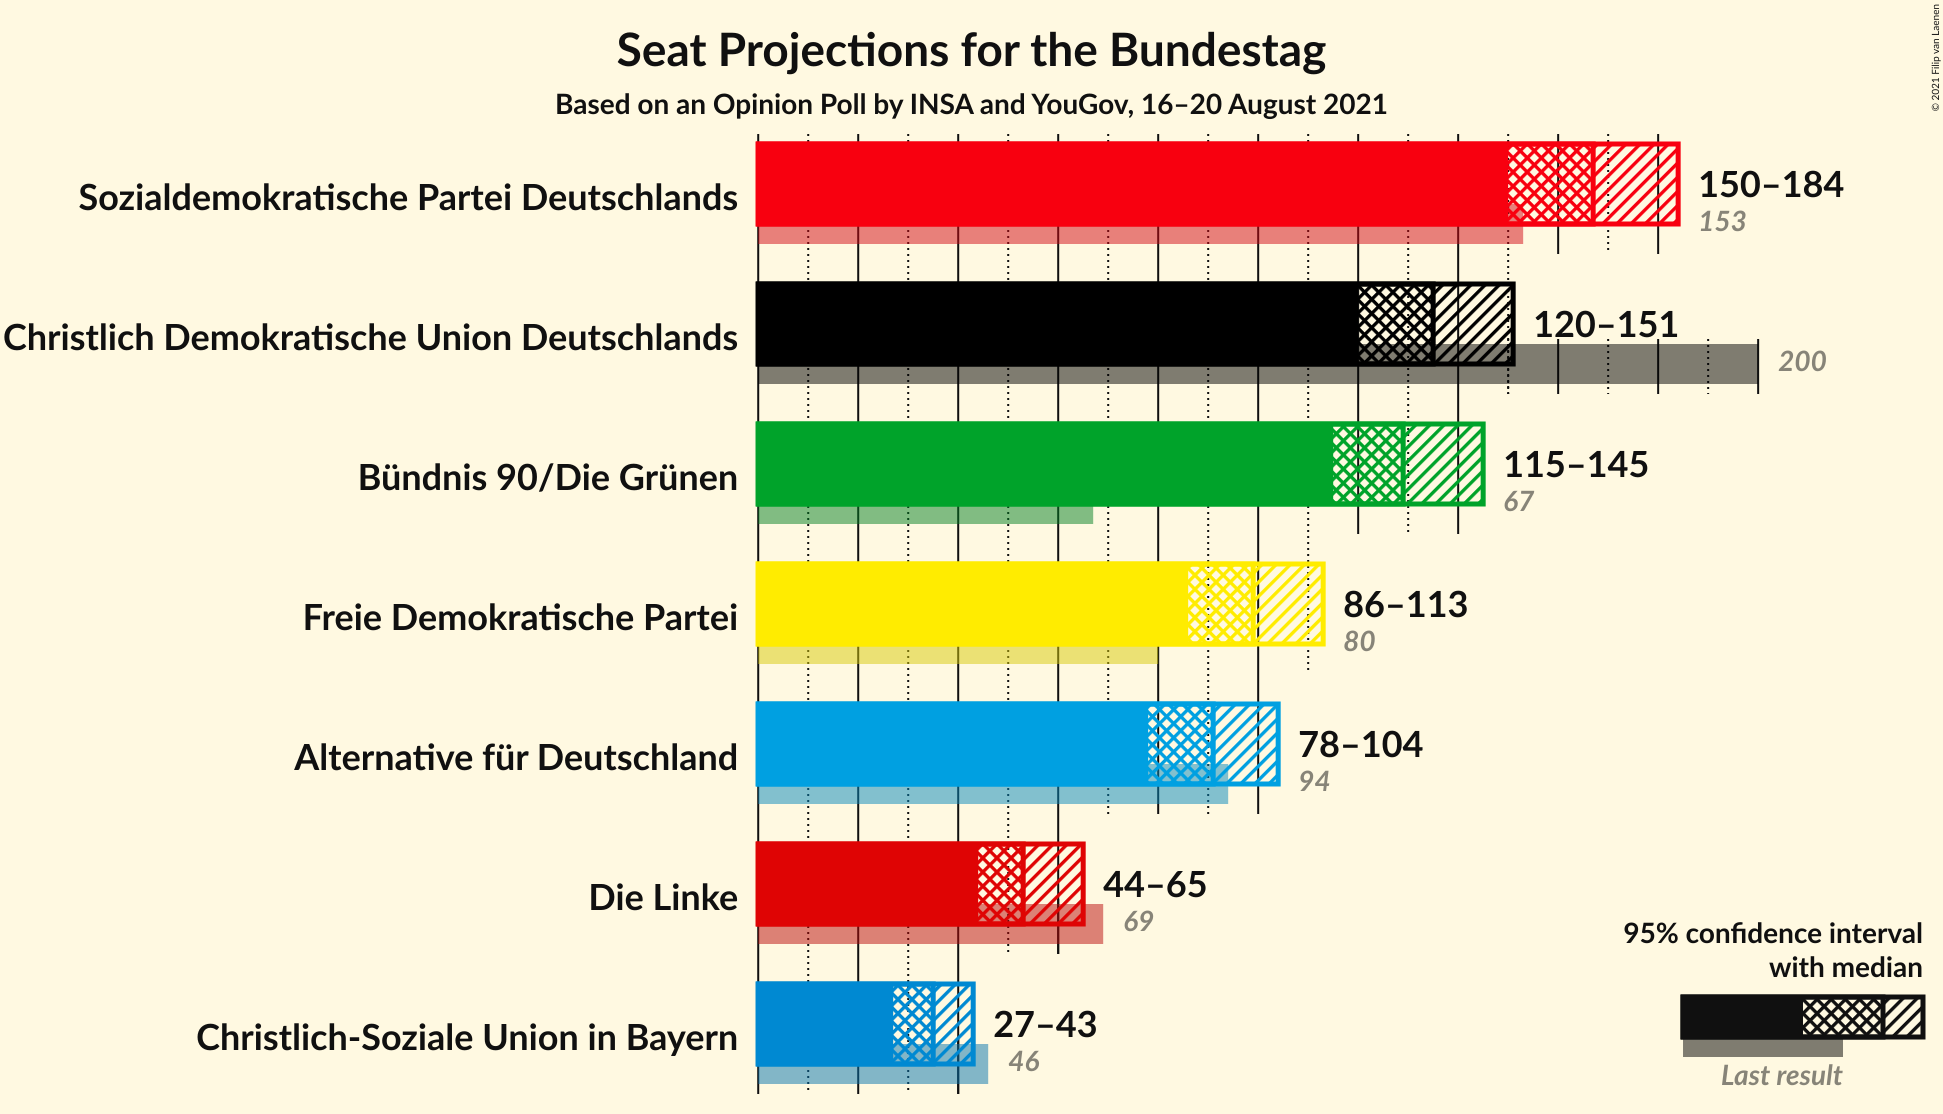 Seat Projections for the Bundestag
Based on an Opinion Poll by INSA and YouGov, 16–20 August 2021
© 2021 Filip van Laenen
Sozialdemokratische Partei Deutschlands
150–184
153
Christlich Demokratische Union Deutschlands
120–151
200
Bündnis 90/Die Grünen
115–145
67
Freie Demokratische Partei
86–113
80
Alternative für Deutschland
78–104
94
Die Linke
44–65
69
Christlich-Soziale Union in Bayern
27–43
46
95% confidence interval
with median
Last result